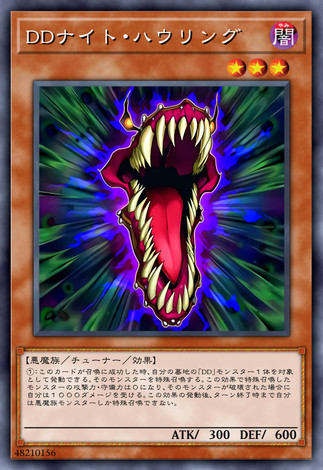 DDナイト・ハウリング
やみ
闇
【悪魔族／チューナー／効果】
①：このカードが召喚に成功した時、自分の墓地の「DD」モンスター１体を対象
として発動できる。そのモンスターを特殊召喚する。この効果で特殊召喚した
モンスターの攻撃力・守備力は０になり、そのモンスターが破壊された場合に
自分は１０００ダメージを受ける。この効果の発動後、ターン終了時まで自分
は悪魔族モンスターしか特殊召喚できない。
ATK/ 300 DEF/ 600
48210156